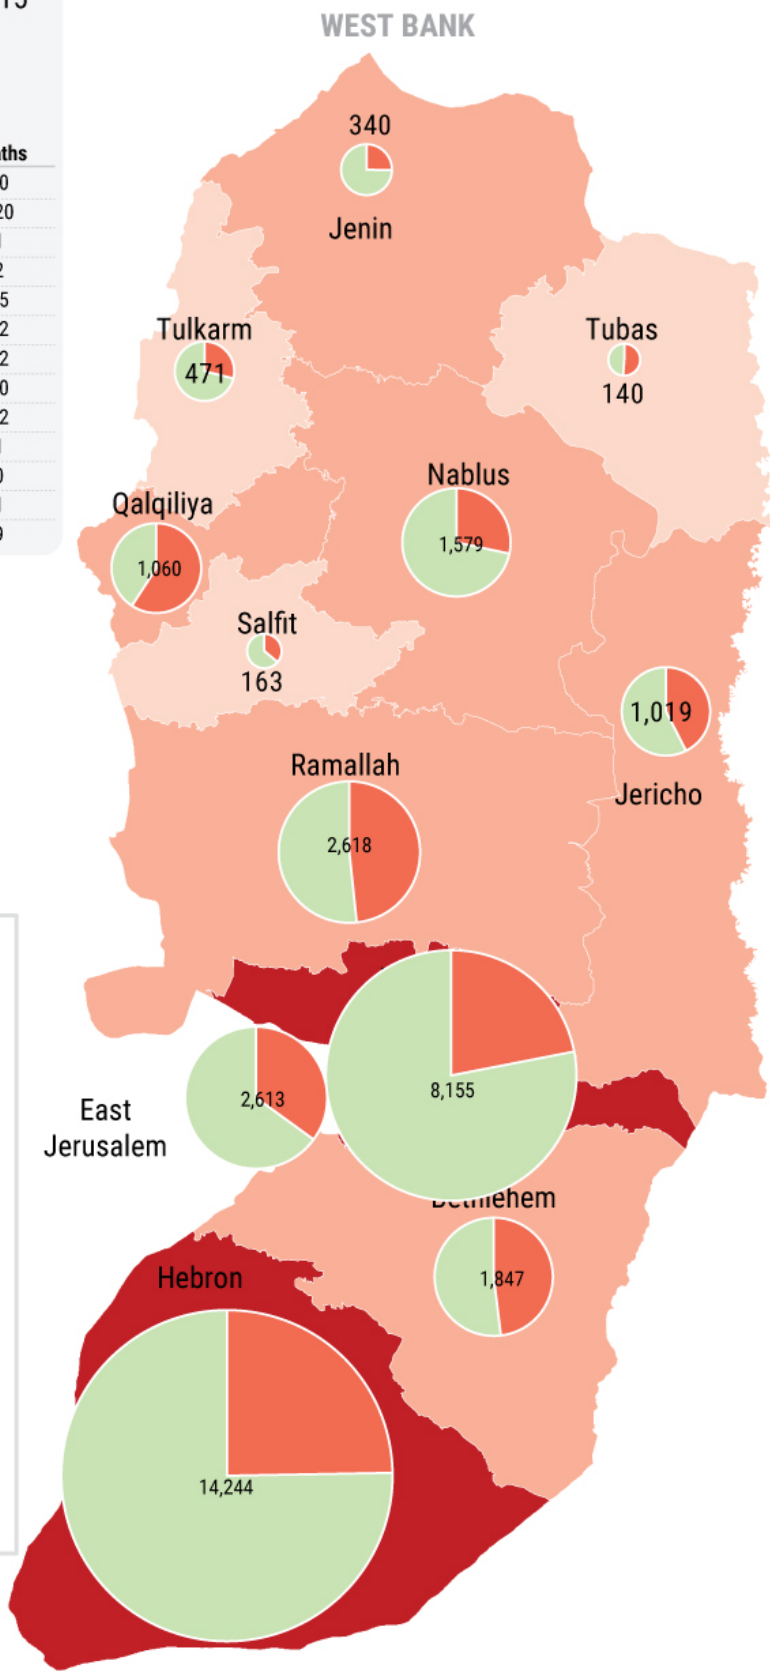 WEST BANK
340
Jenin
Tulkarm
471
Tubas
140
Qalqiliya
1,060
Nablus
1,579
Salfit
163
1,019
Jericho
Ramallah
2,618
East
Jerusalem
2,613
8,155
Bethlehem
1,847
Hebron
14,244